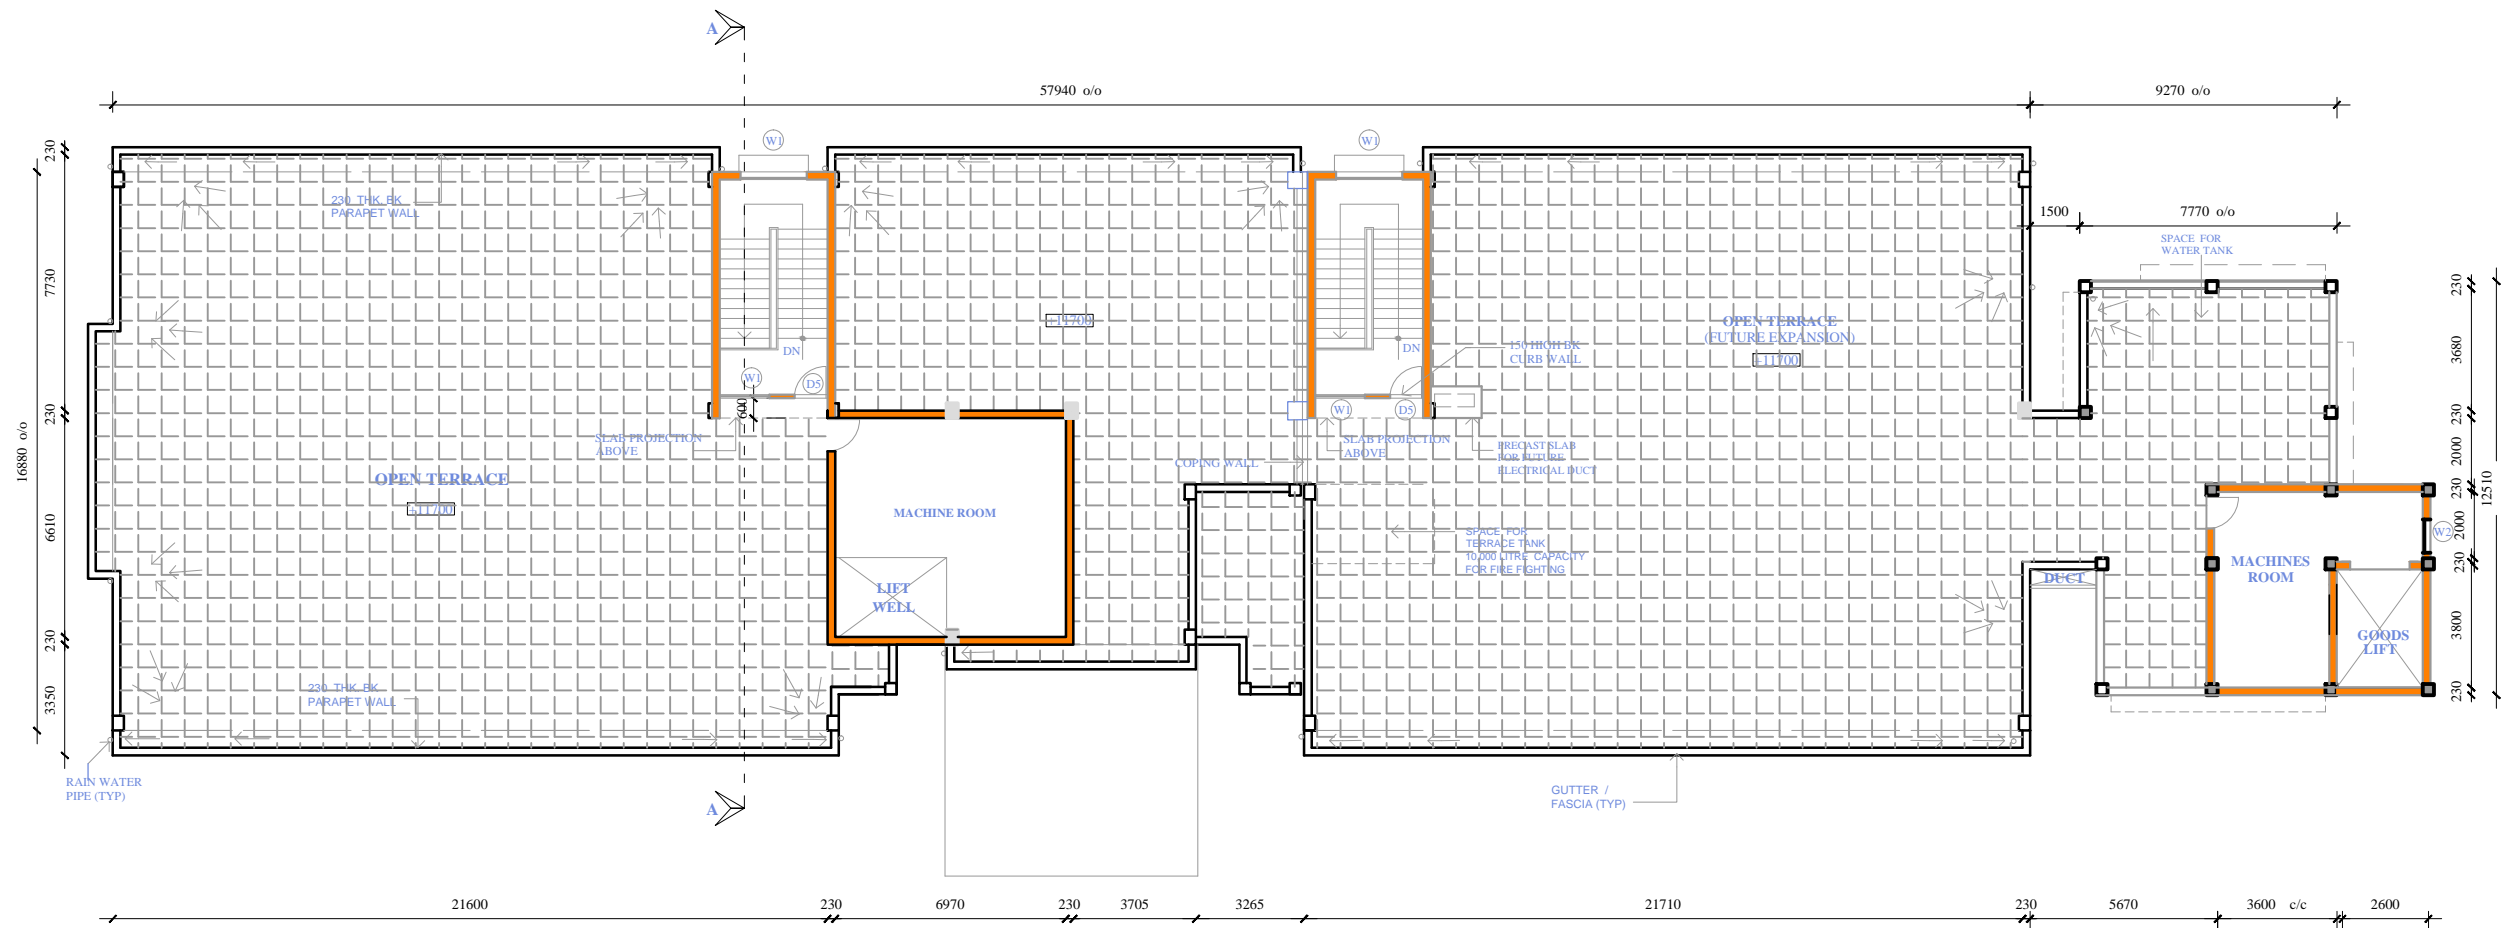 A
57940 o/o
9270 o/o
W1
W1
230
230 THK. BK
PARAPET WALL
1500
7770 o/o
SPACE FOR
WATER TANK
7730
+11700
OPEN TERRACE
(FUTURE EXPANSION)
+11700
230
3680
DN
DN
150 HIGH BK
CURB WALL
W1
D5
600
W1
D5
230
230
16880 o/o
SLAB PROJECTION
ABOVE
SLAB PROJECTION
ABOVE
PRECAST SLAB
FOR FUTURE
ELECTRICAL DUCT
COPING WALL
2000
OPEN TERRACE
+11700
230
12510
MACHINE ROOM
6610
SPACE FOR
TERRACE TANK
10,000 LITRE CAPACITY
FOR FIRE FIGHTING
W2
2000
MACHINES
ROOM
230
DUCT
LIFT
WELL
3800
GOODS
LIFT
230
230 THK. BK
PARAPET WALL
3350
230
RAIN WATER
PIPE (TYP)
A
GUTTER /
FASCIA (TYP)
21600
230
6970
230
3705
3265
21710
230
5670
3600 c/c
2600